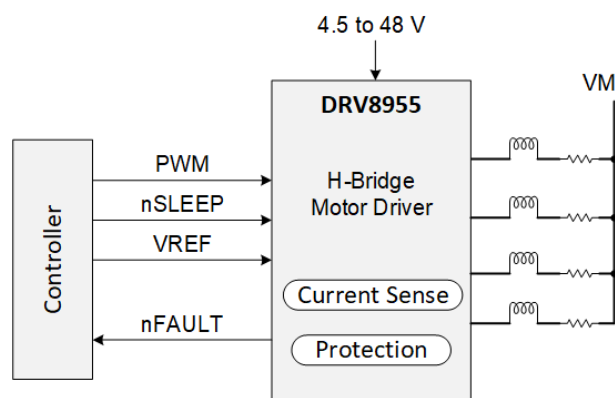 4.5 to 48 V
VM
DRV8955
PWM
H-Bridge
Motor Driver
nSLEEP
VREF
Controller
Current Sense
nFAULT
Protection